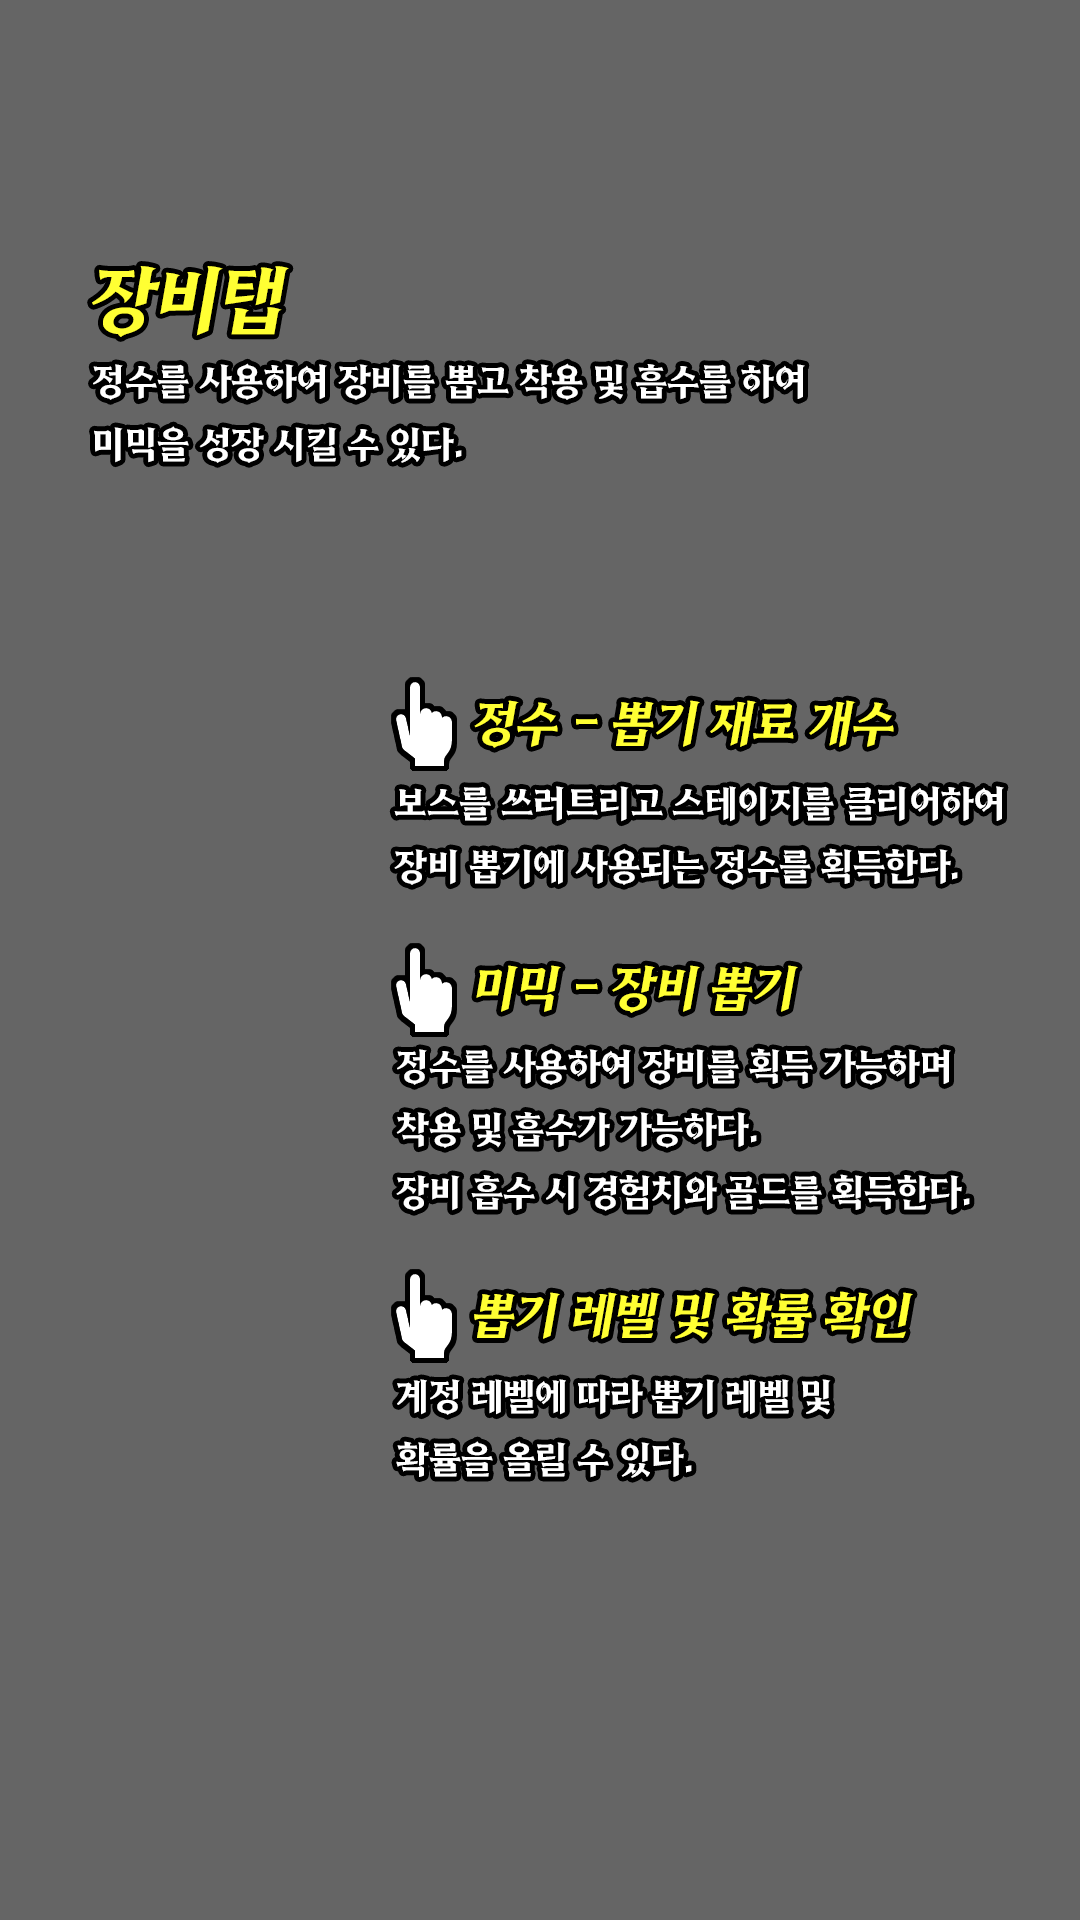 장비탭
정수를 사용하여 장비를 뽑고 착용 및 흡수를 하여
미믹을 성장 시킬 수 있다.
정수 - 뽑기 재료 개수
보스를 쓰러트리고 스테이지를 클리어하여
장비 뽑기에 사용되는 정수를 획득한다.
미믹 - 장비 뽑기
정수를 사용하여 장비를 획득 가능하며
착용 및 흡수가 가능하다.
장비 흡수 시 경험치와 골드를 획득한다.
뽑기 레벨 및 확률 확인
계정 레벨에 따라 뽑기 레벨 및
확률을 올릴 수 있다.